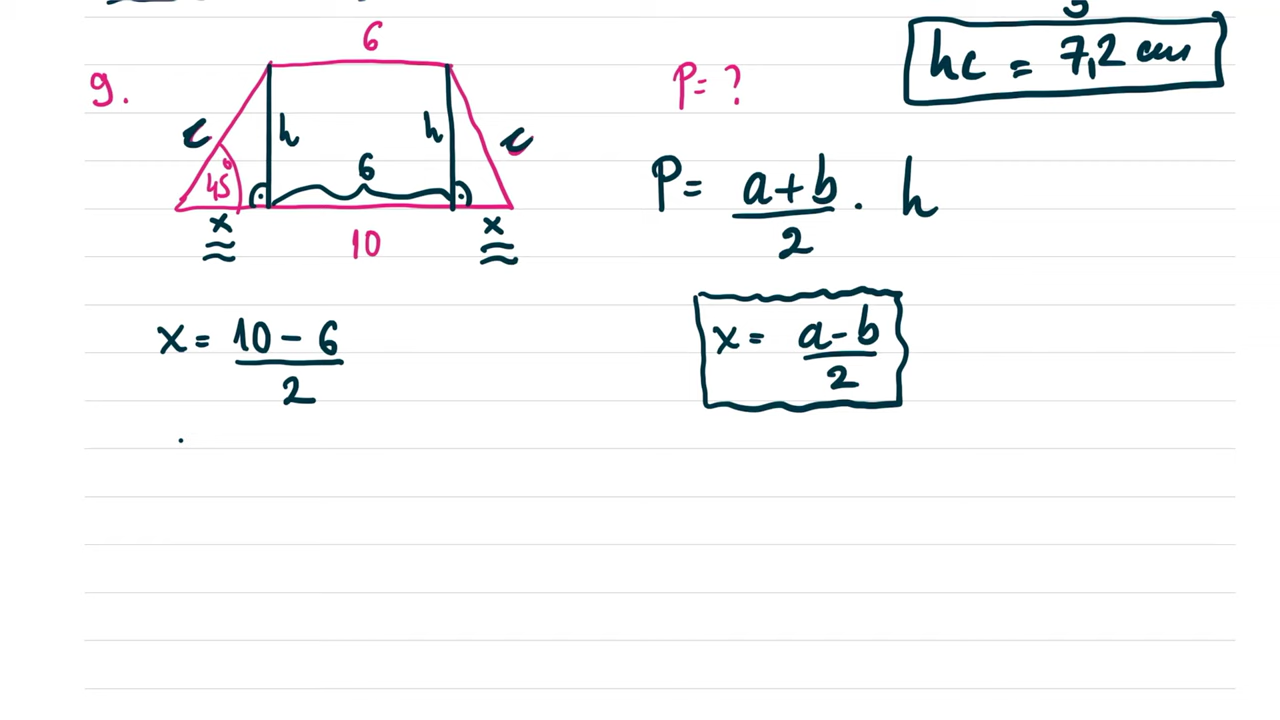 hc = 7,2 cm
9.
6
c h h c
45°
6
x 10 x
P = ?
P = (a+b)/2 · h
x = (10 - 6)/2
x = (a-b)/2